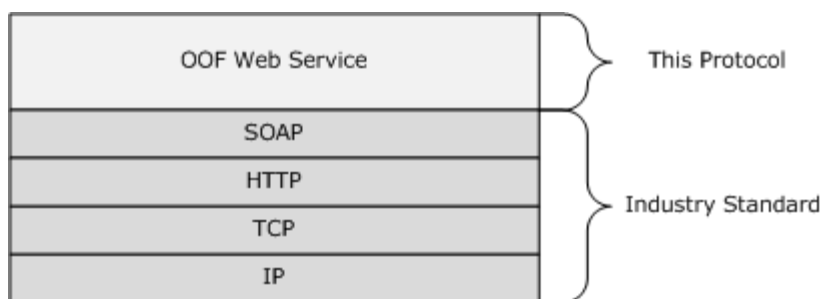 OOF Web Service
This Protocol
SOAP
HTTP
TCP
IP
Industry Standard